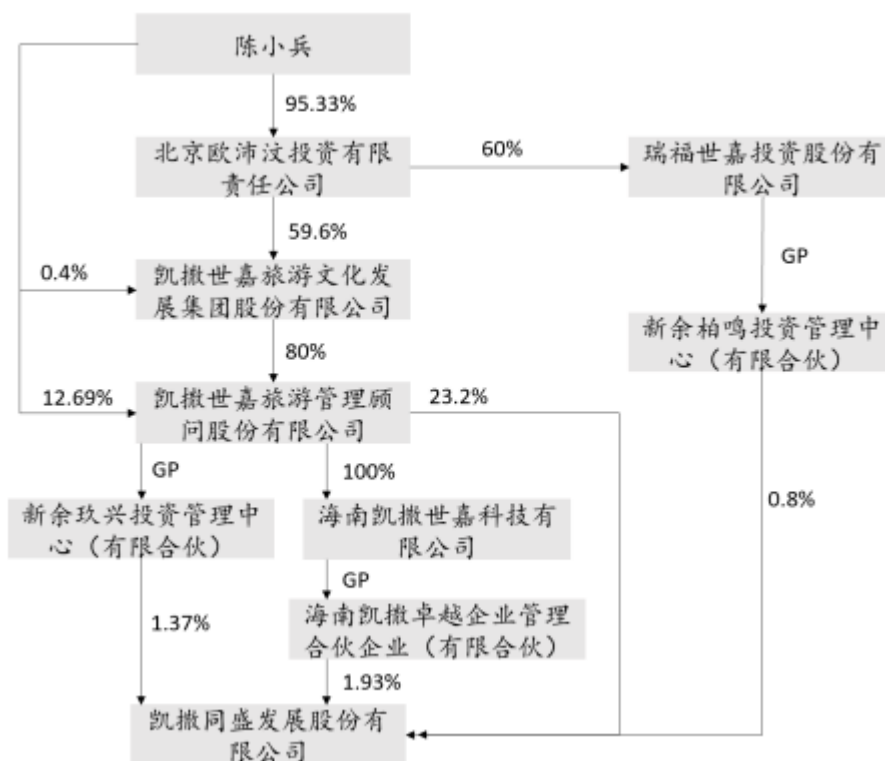 陈小兵
95.33%
北京欧沛汶投资有限
责任公司
60%
瑞福世嘉投资股份有
限公司
59.6%
GP
0.4%
凯撒世嘉旅游文化发
展集团股份有限公司
新余柏鸣投资管理中
心（有限合伙）
80%
12.69%
凯撒世嘉旅游管理顾
问股份有限公司
23.2%
GP
100%
0.8%
新余玖兴投资管理中
心（有限合伙）
海南凯撒世嘉科技有
限公司
GP
1.37%
海南凯撒卓越企业管理
合伙企业（有限合伙）
1.93%
凯撒同盛发展股份有
限公司